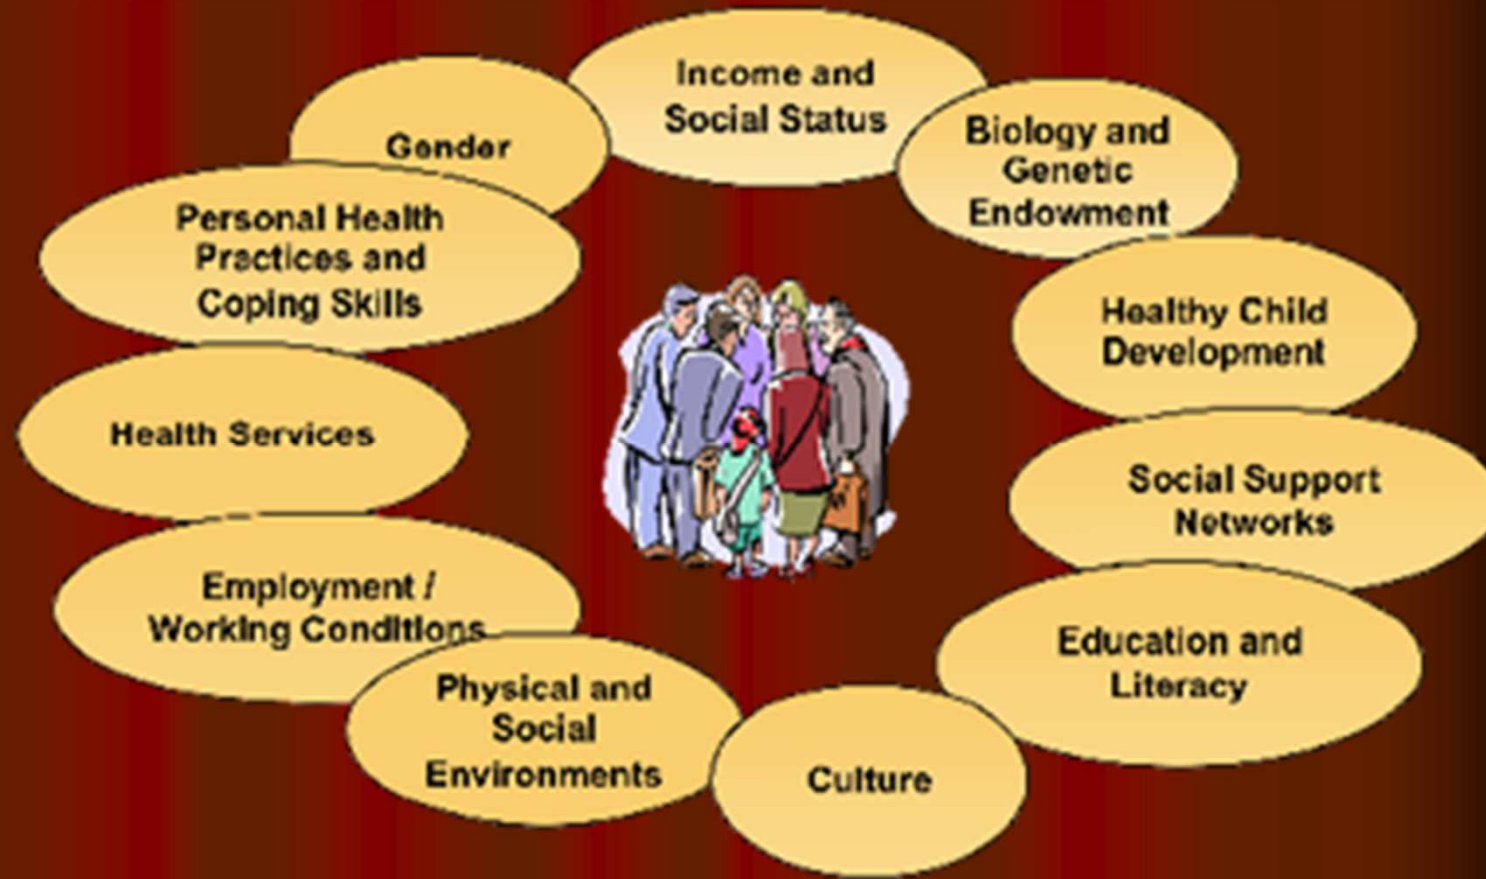 Income and
Social Status
Biology and
Genetic
Endowment
Healthy Child
Development
Social Support
Networks
Education and
Literacy
Culture
Physical and
Social
Environments
Employment /
Working Conditions
Health Services
Personal Health
Practices and
Coping Skills
Gender